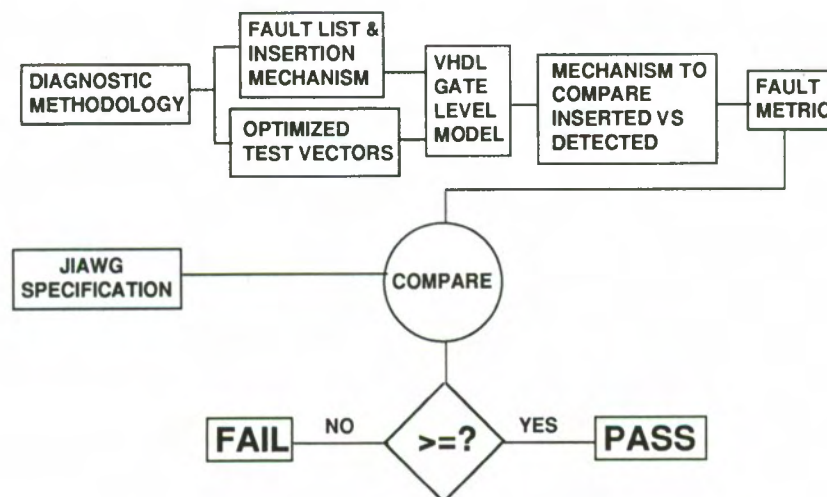 DIAGNOSTIC
METHODOLOGY
FAULT LIST &
INSERTION
MECHANISM
OPTIMIZED
TEST VECTORS
VHDL
GATE
LEVEL
MODEL
MECHANISM TO
COMPARE
INSERTED VS
DETECTED
FAULT
METRIC
JIAWG
SPECIFICATION
COMPARE
>=?
NO
FAIL
YES
PASS